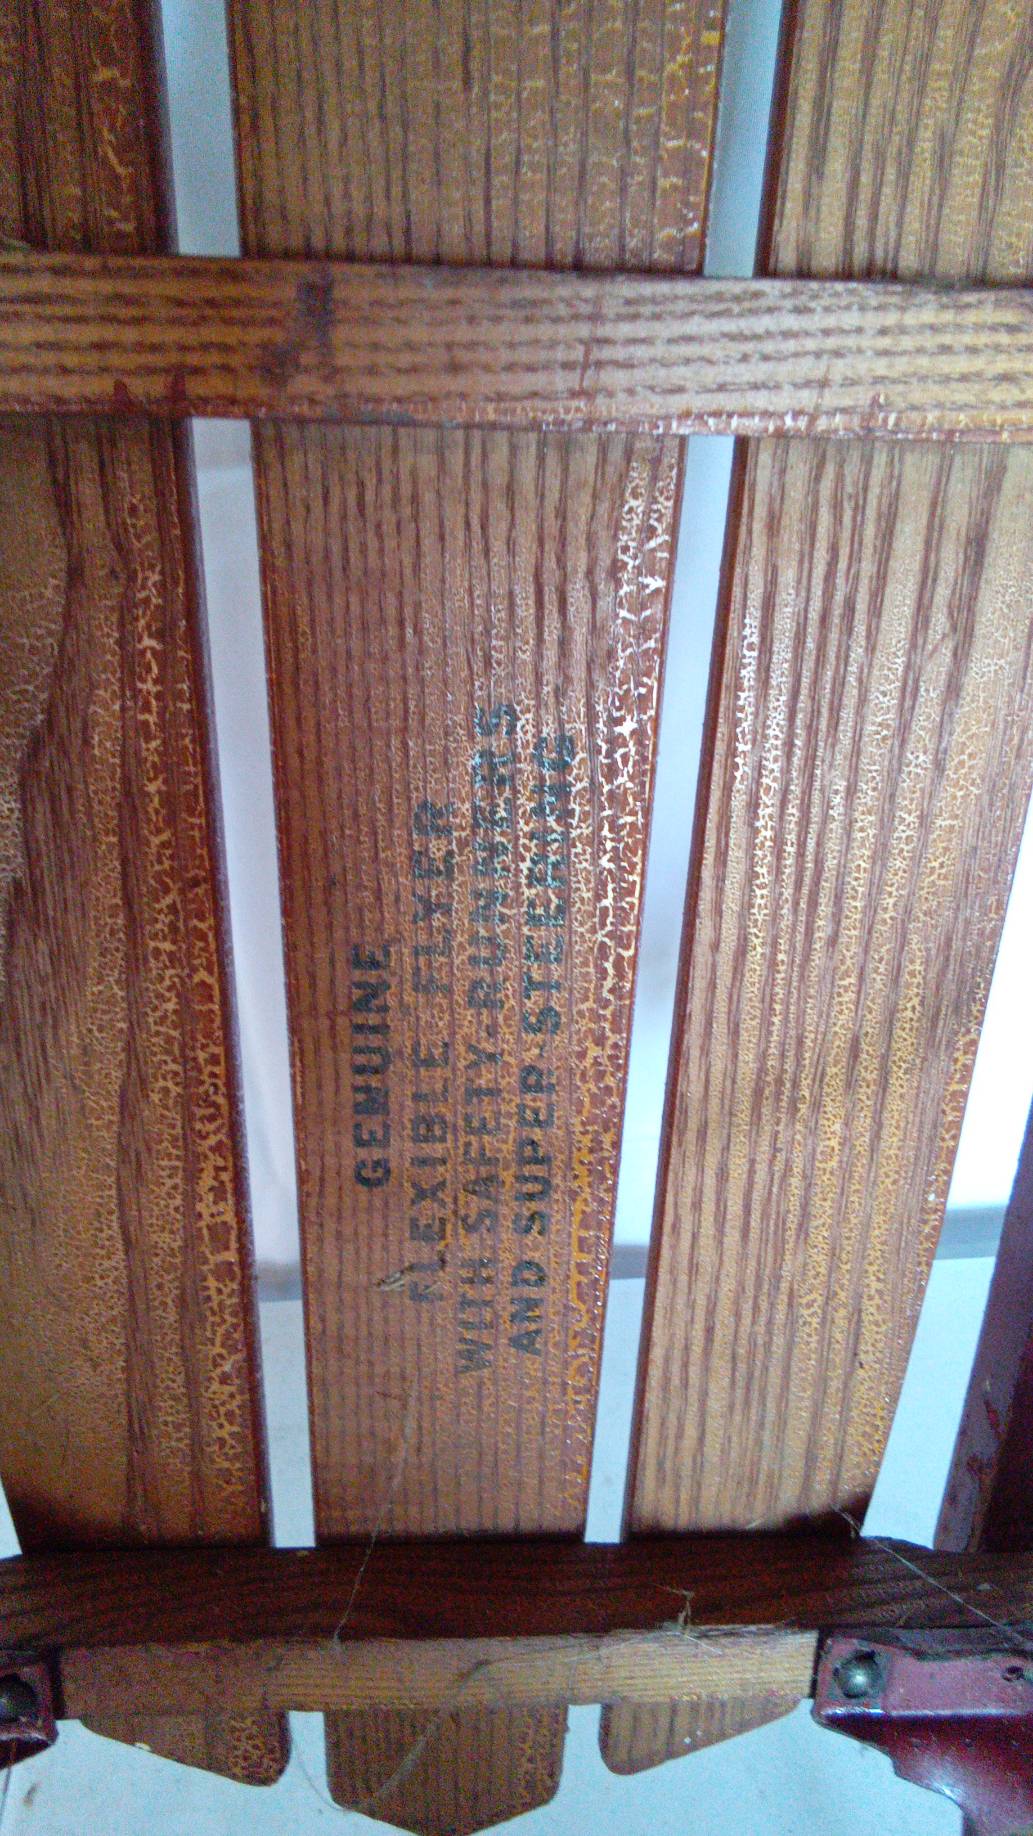 GENUINE
FLEXIBLE FLYER
WITH SAFETY-RUNNERS
AND SUPER-STEERING